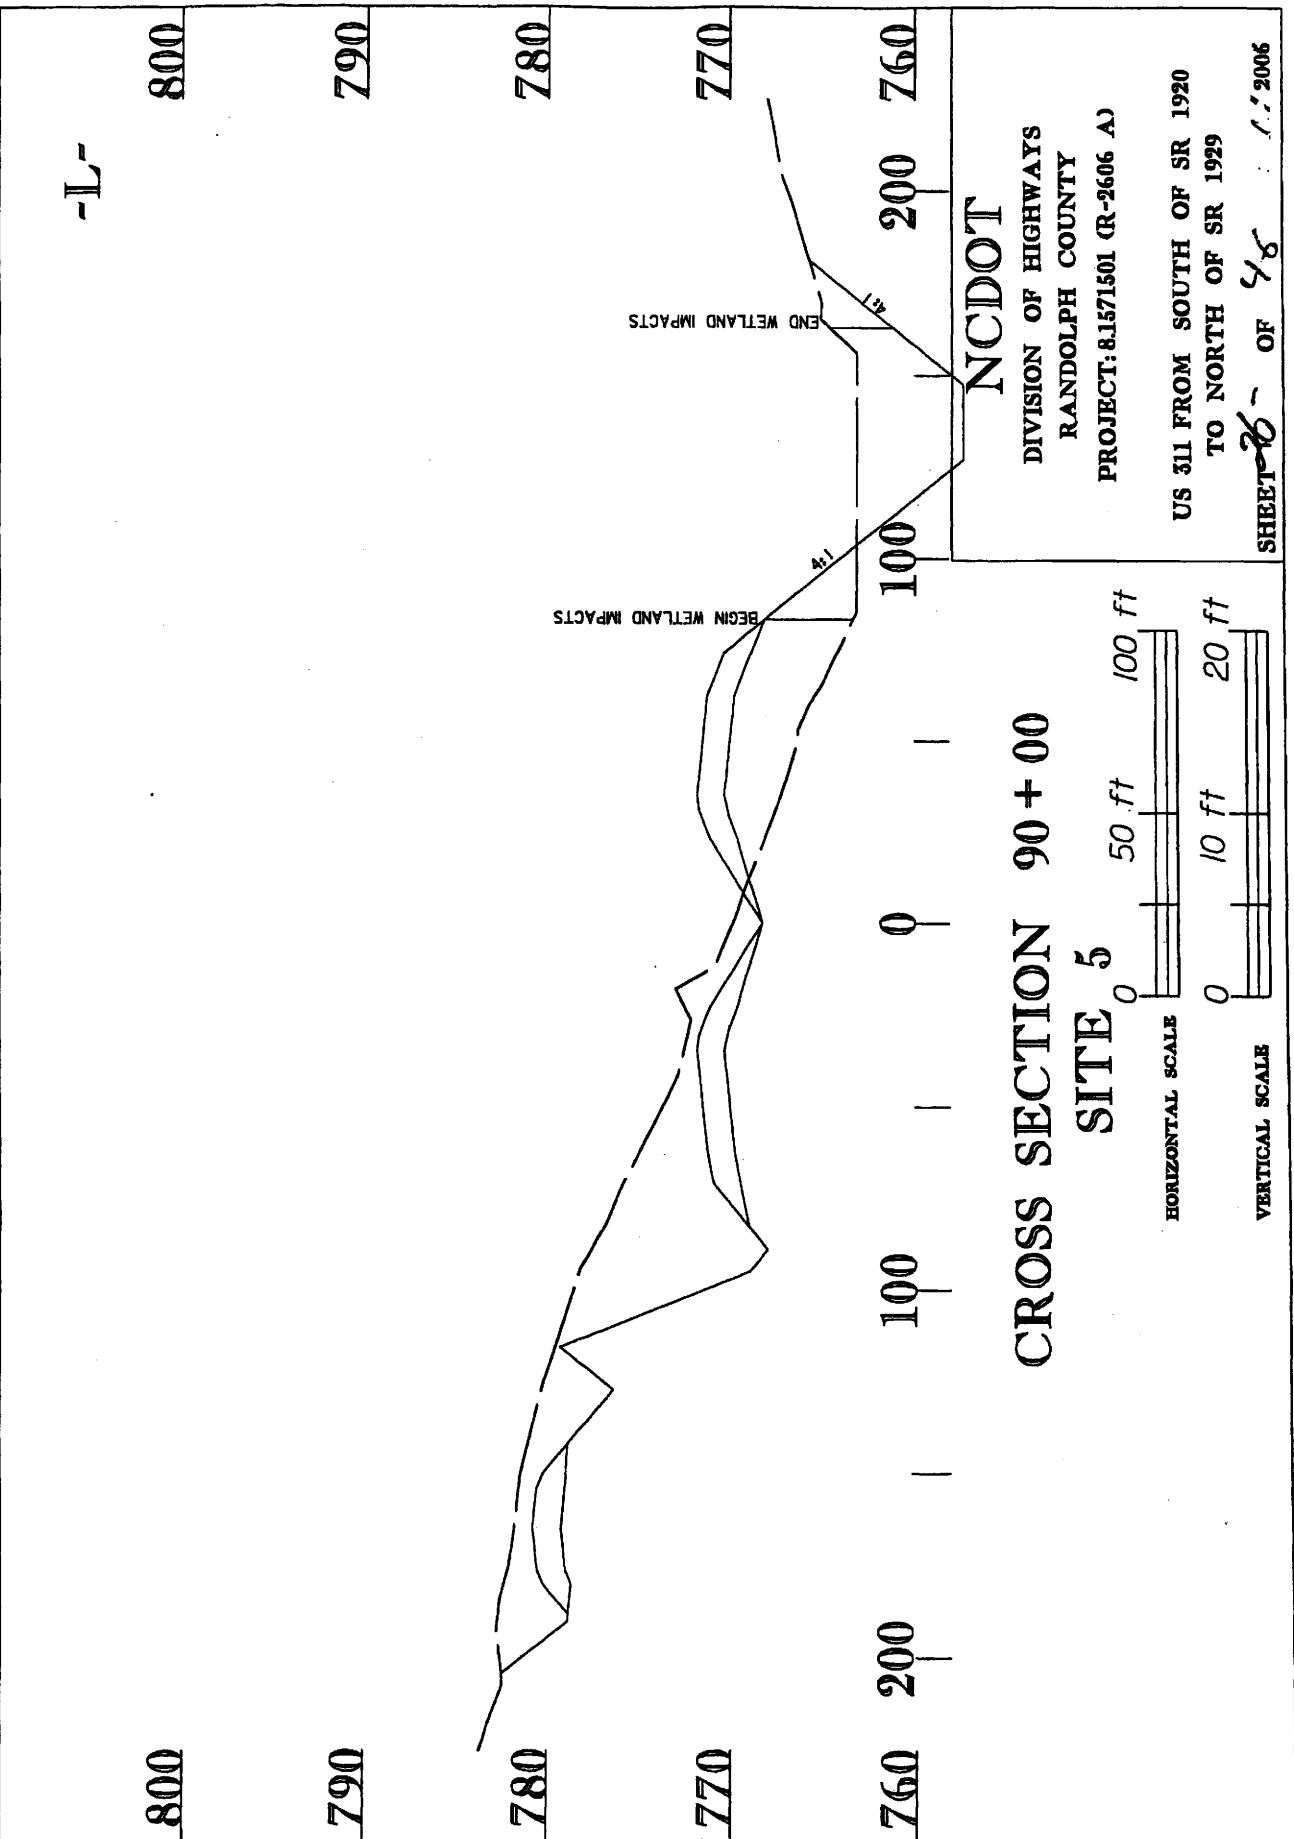 -L-
800
800
790
790
780
780
770
770
760
760
END WETLAND IMPACTS
BEGIN WETLAND IMPACTS
4:1
4:1
200
100
0
100
200
CROSS SECTION 90+00
SITE 5
0 50 ft 100 ft
HORIZONTAL SCALE
0 10 ft 20 ft
VERTICAL SCALE
NCDOT
DIVISION OF HIGHWAYS
RANDOLPH COUNTY
PROJECT: 8.1571501 (R-2606 A)
US 311 FROM SOUTH OF SR 1920
TO NORTH OF SR 1929
SHEET OF 2006